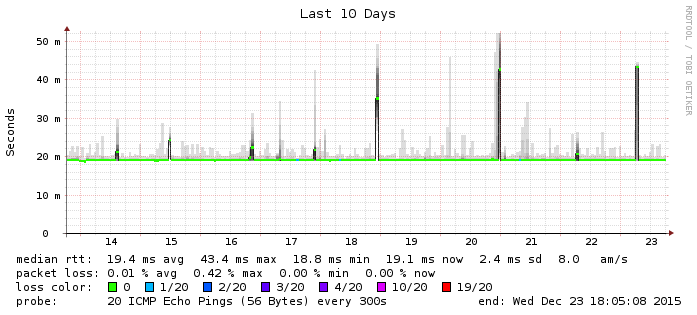 Last 10 Days
RRDTOOL / TOBI OETIKER
Seconds
50 m
40 m
30 m
20 m
10 m
0
14 15 16 17 18 19 20 21 22 23
median rtt: 19.4 ms avg 43.4 ms max 18.8 ms min 19.1 ms now 2.4 ms sd 8.0 am/s
packet loss: 0.01 % avg 0.42 % max 0.00 % min 0.00 % now
loss color: 0 1/20 2/20 3/20 4/20 10/20 19/20
probe: 20 ICMP Echo Pings (56 Bytes) every 300s end: Wed Dec 23 18:05:08 2015